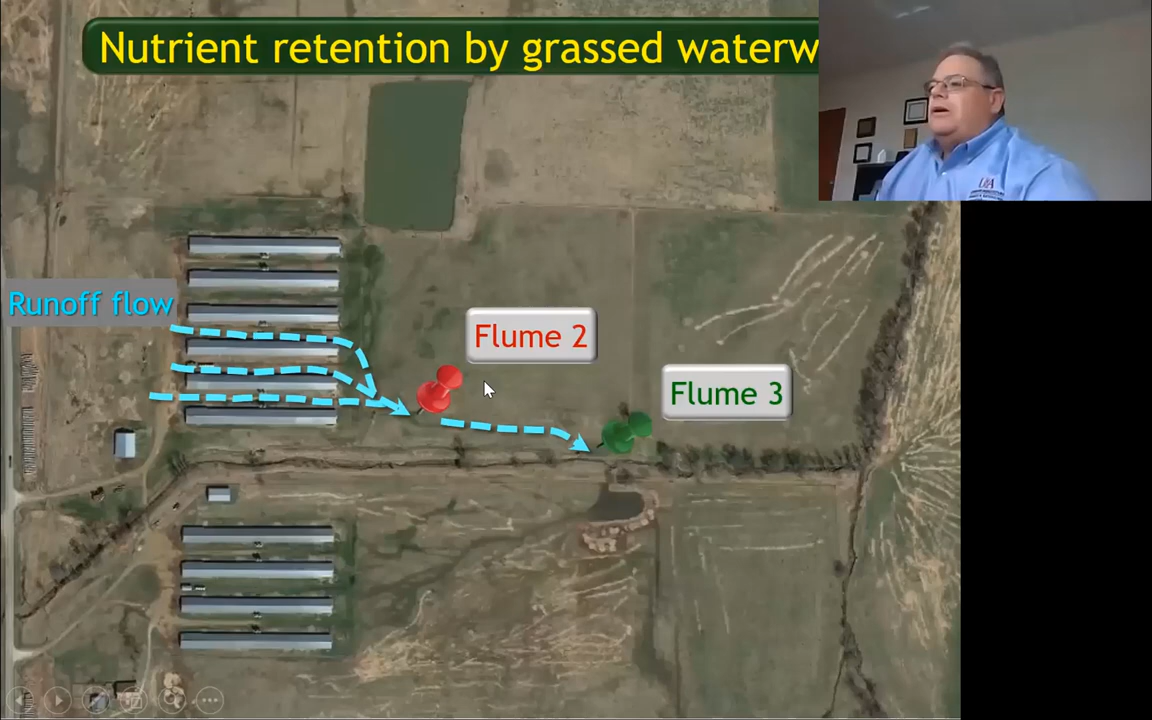 Nutrient retention by grassed waterw
Runoff flow
Flume 2
Flume 3